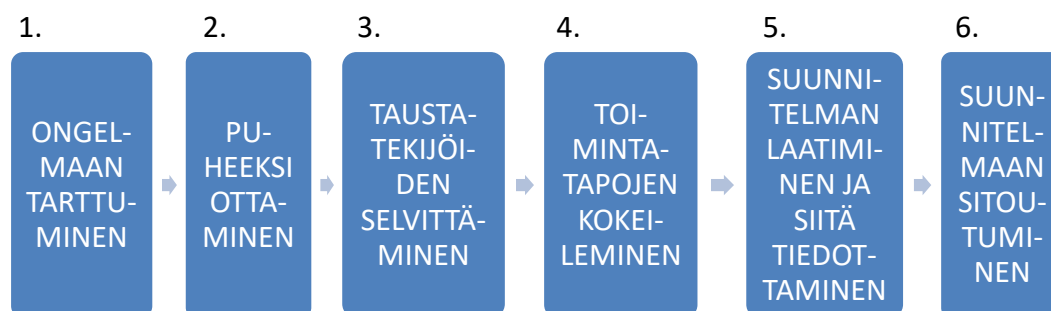 1.
ONGEL-
MAAN
TARTTU-
MINEN
2.
PU-
HEEKSI
OTTA-
MINEN
3.
TAUSTA-
TEKIJÖI-
DEN
SELVITTÄ-
MINEN
4.
TOI-
MINTA-
TAPOJEN
KOKEI-
LEMINEN
5.
SUUNNI-
TELMAN
LAATIMI-
NEN JA
SIITÄ
TIEDOT-
TAMINEN
6.
SUUN-
NITEL-
MAAN
SITOU-
TUMI-
NEN